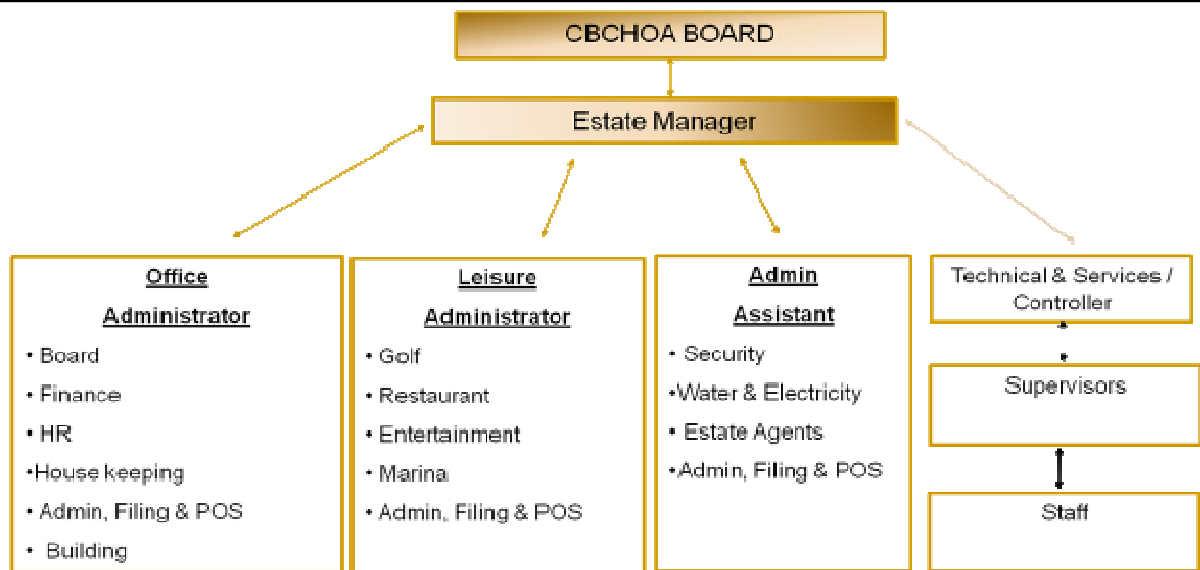 CBCHOA BOARD
Estate Manager
Office
Administrator
• Board
• Finance
• HR
•House keeping
• Admin, Filing & POS
• Building
Leisure
Administrator
• Golf
• Restaurant
• Entertainment
• Marina
• Admin, Filing & POS
Admin
Assistant
• Security
•Water & Electricity
• Estate Agents
•Admin, Filing & POS
Technical & Services /
Controller
Supervisors
Staff